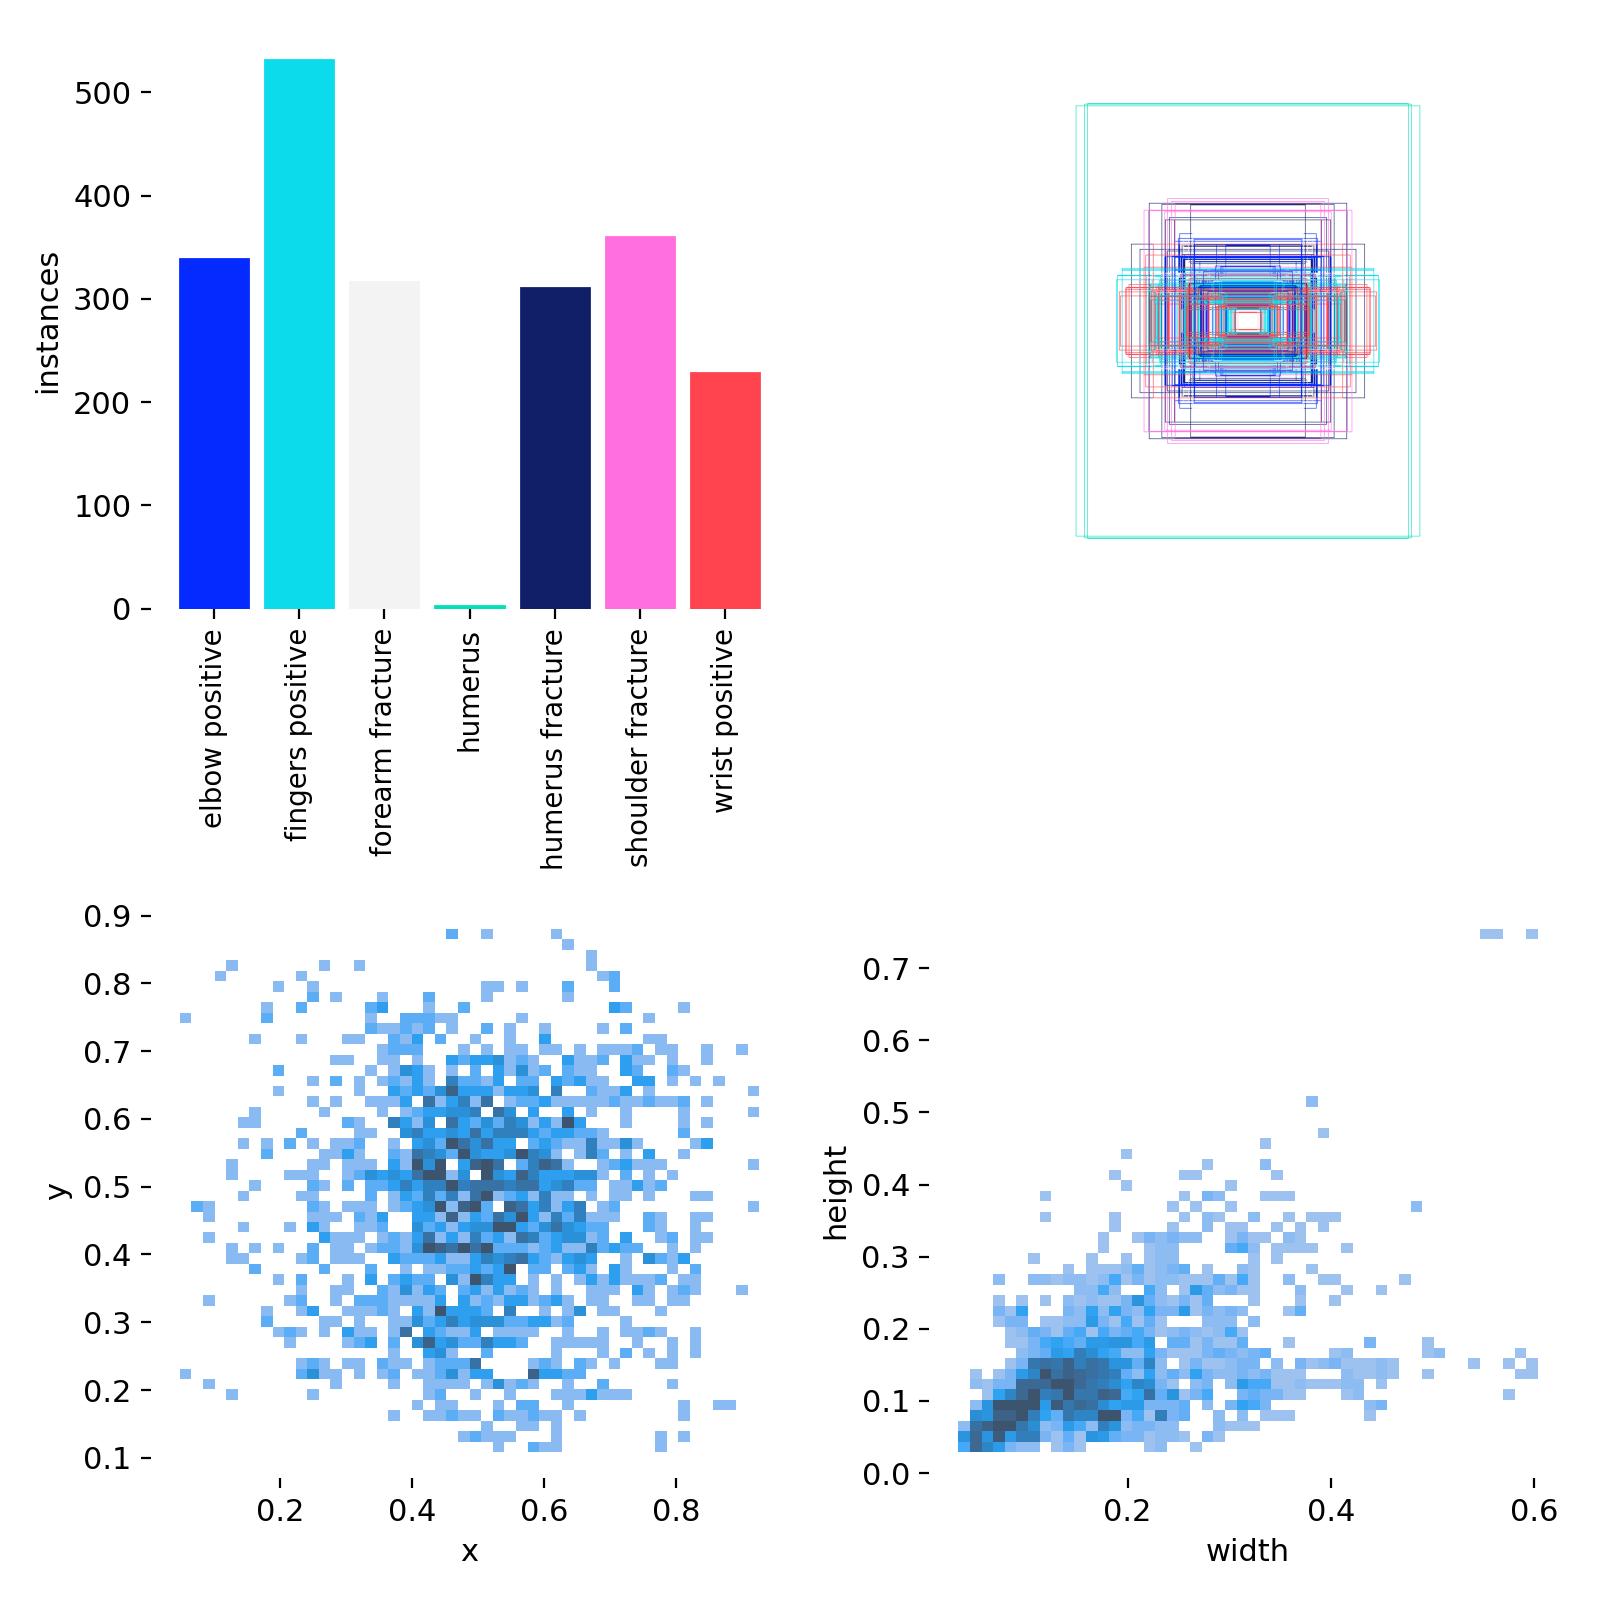 500
400
300
200
100
0
instances
elbow positive
fingers positive
forearm fracture
humerus
humerus fracture
shoulder fracture
wrist positive
0.9
0.8
0.7
0.6
0.5
0.4
0.3
0.2
0.1
y
0.2 0.4 0.6 0.8
x
0.7
0.6
0.5
0.4
0.3
0.2
0.1
0.0
height
0.2 0.4 0.6
width